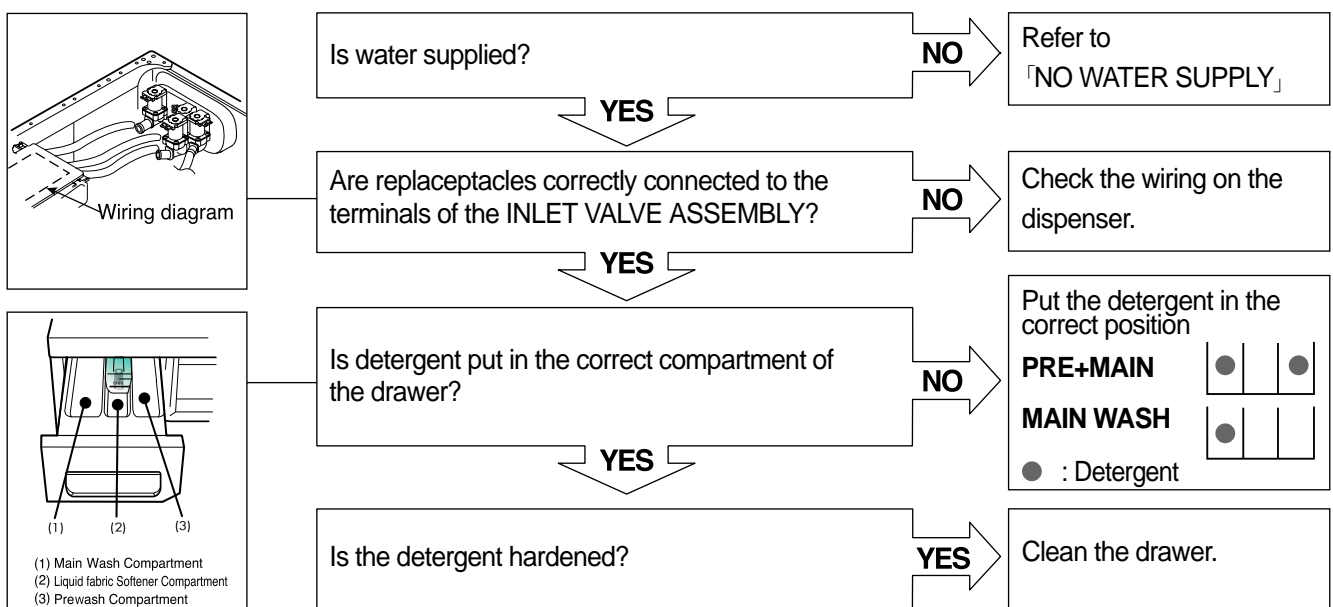 Is water supplied?
NO
Refer to
「NO WATER SUPPLY」
YES
Wiring diagram
Are replaceptacles correctly connected to the
terminals of the INLET VALVE ASSEMBLY?
NO
Check the wiring on the
dispenser.
YES
Is detergent put in the correct compartment of
the drawer?
NO
Put the detergent in the
correct position
PRE+MAIN
MAIN WASH
: Detergent
YES
(1) (2) (3)
(1) Main Wash Compartment
(2) Liquid fabric Softener Compartment
(3) Prewash Compartment
Is the detergent hardened?
YES
Clean the drawer.